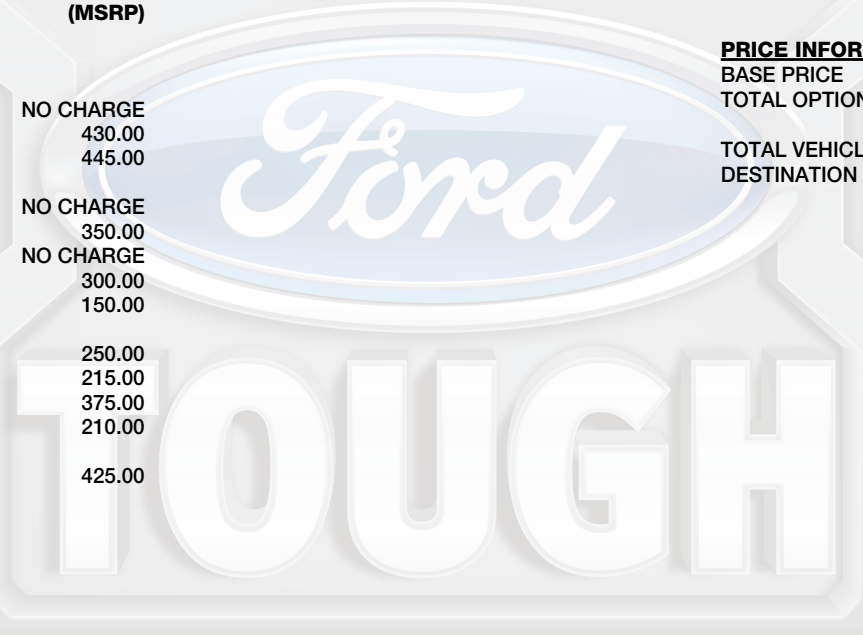 (MSRP)
NO CHARGE
430.00
445.00
NO CHARGE
350.00
NO CHARGE
300.00
150.00
250.00
215.00
375.00
210.00
425.00
PRICE INFOR
BASE PRICE
TOTAL OPTION
TOTAL VEHICL
DESTINATION
Ford
TOUGH